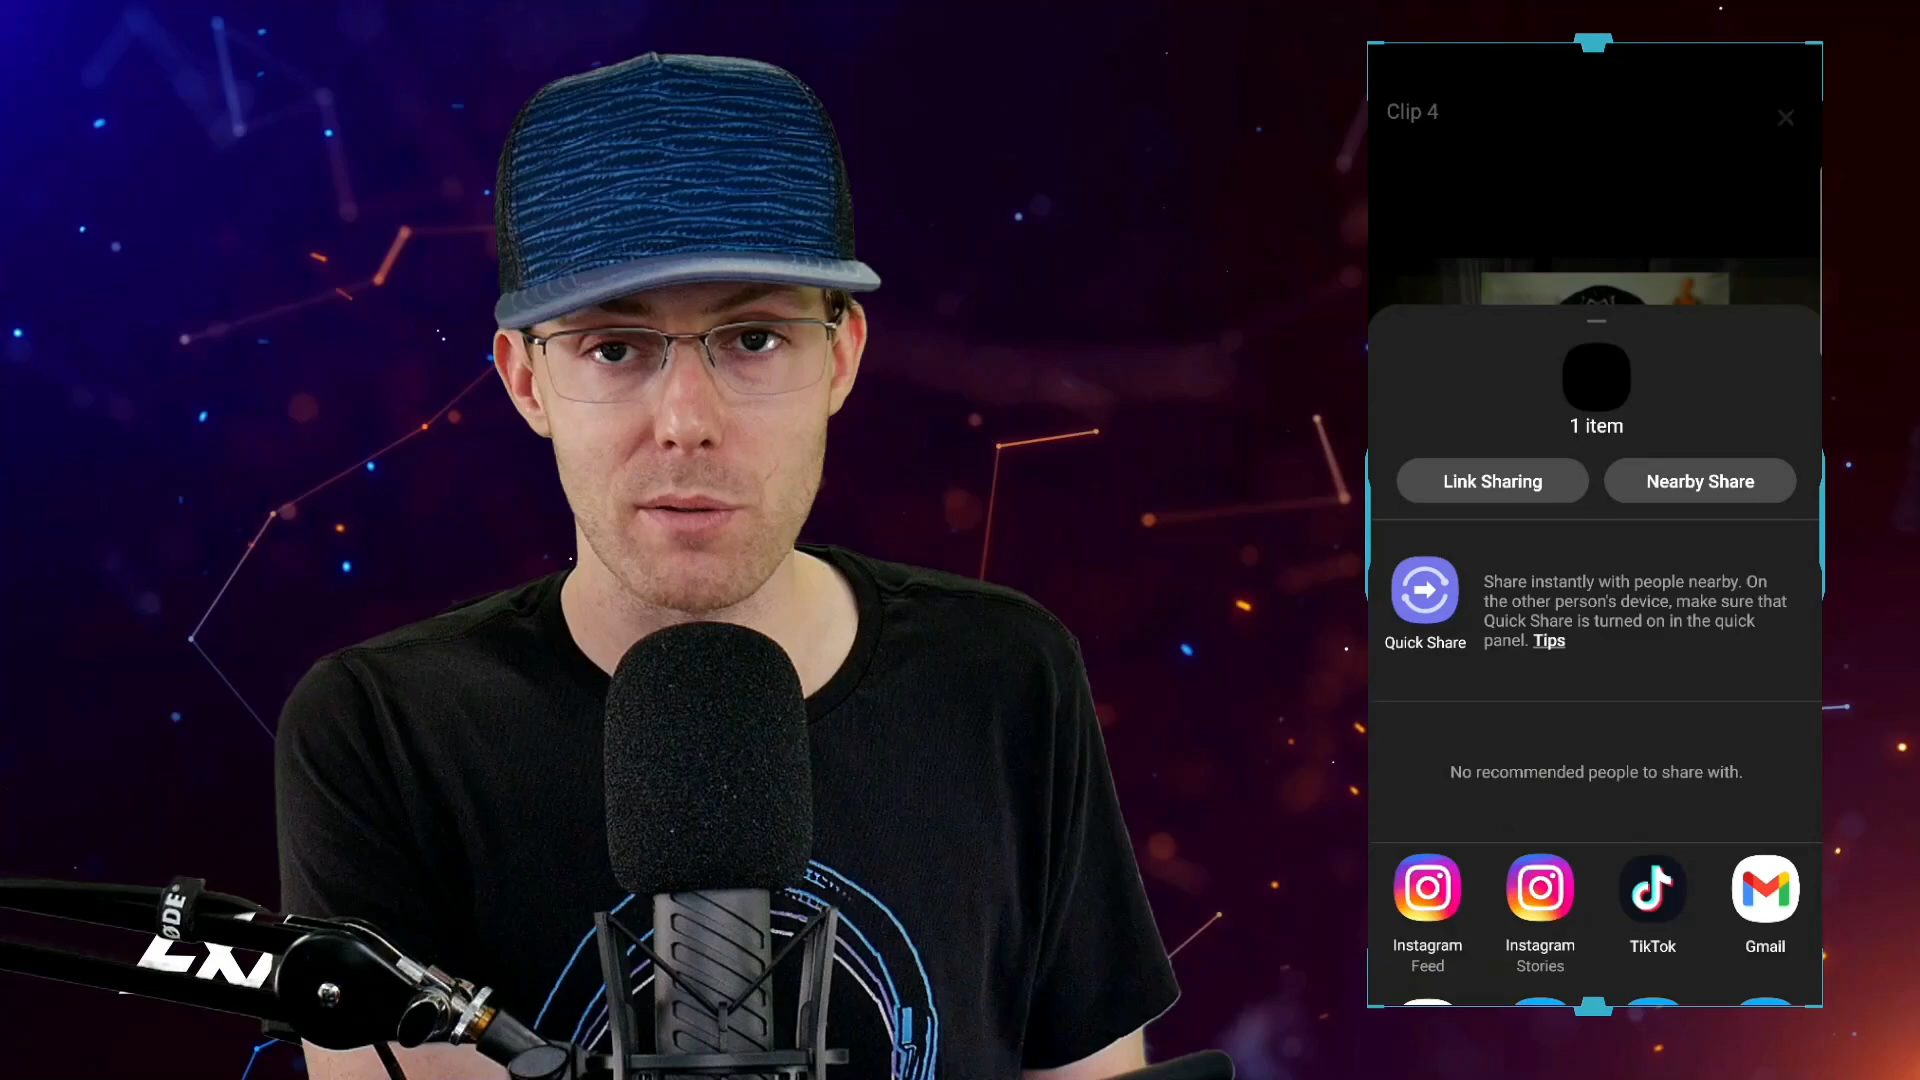 Clip 4
1 item
Link Sharing
Nearby Share
Quick Share
Share instantly with people nearby. On
the other person's device, make sure that
Quick Share is turned on in the quick
panel. Tips
No recommended people to share with.
Instagram
Feed
Instagram
Stories
TikTok
Gmail
RØDE